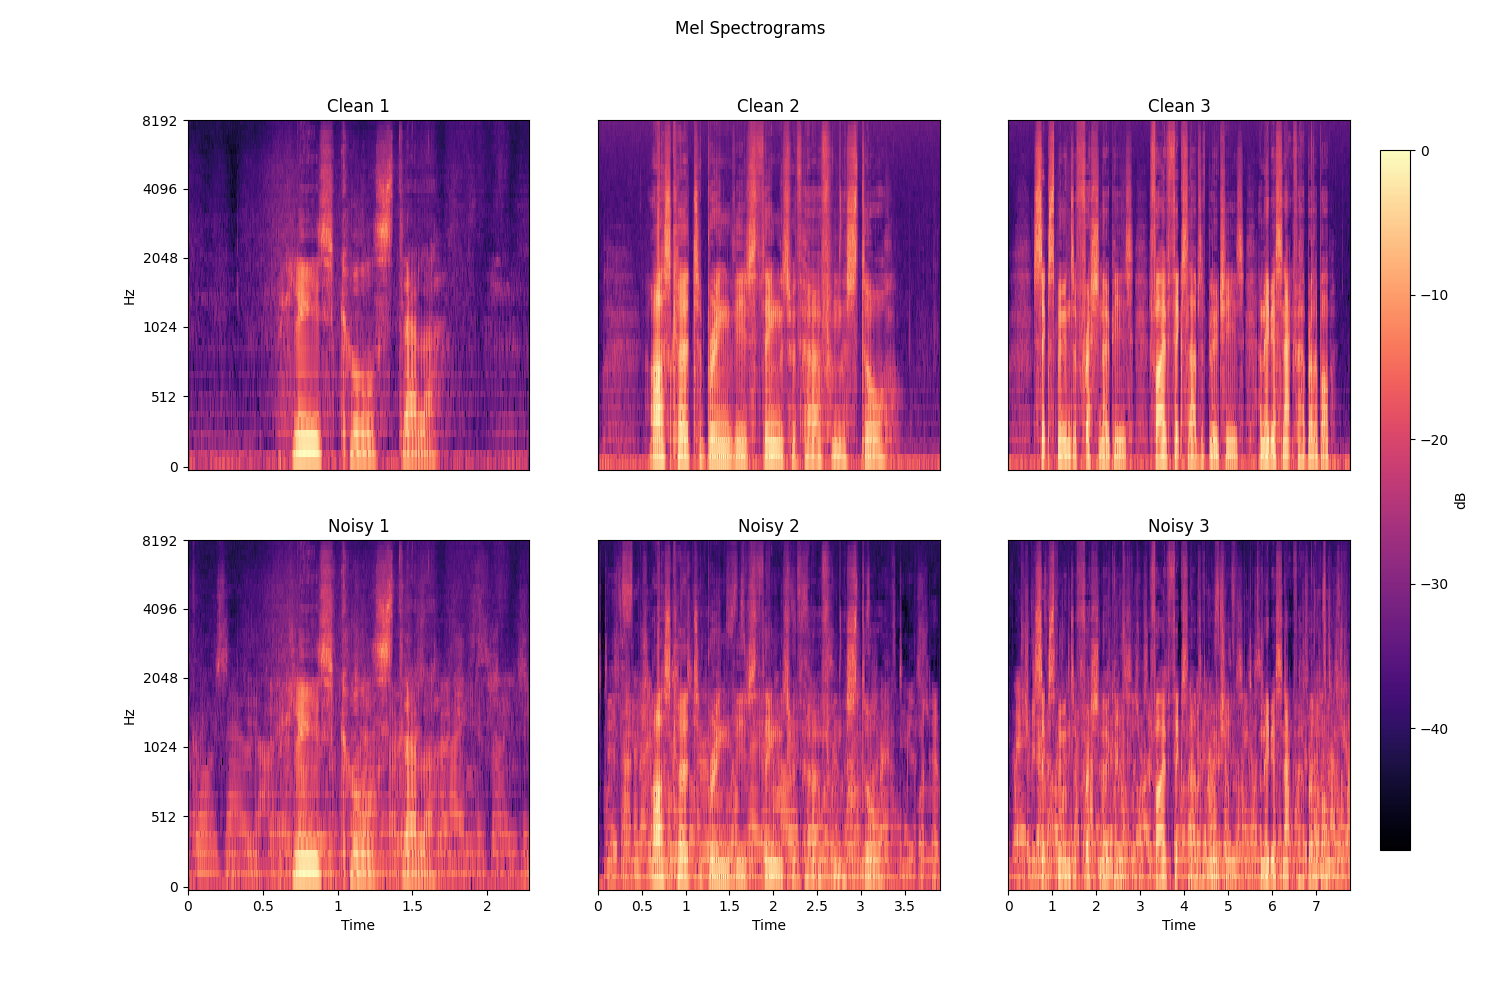 Mel Spectrograms
Clean 1
Clean 2
Clean 3
8192
4096
2048
1024
512
0
Hz
0
−10
−20
−30
−40
dB
Noisy 1
Noisy 2
Noisy 3
8192
4096
2048
1024
512
0
Hz
0 0.5 1 1.5 2
0 0.5 1 1.5 2 2.5 3 3.5
0 1 2 3 4 5 6 7
Time
Time
Time